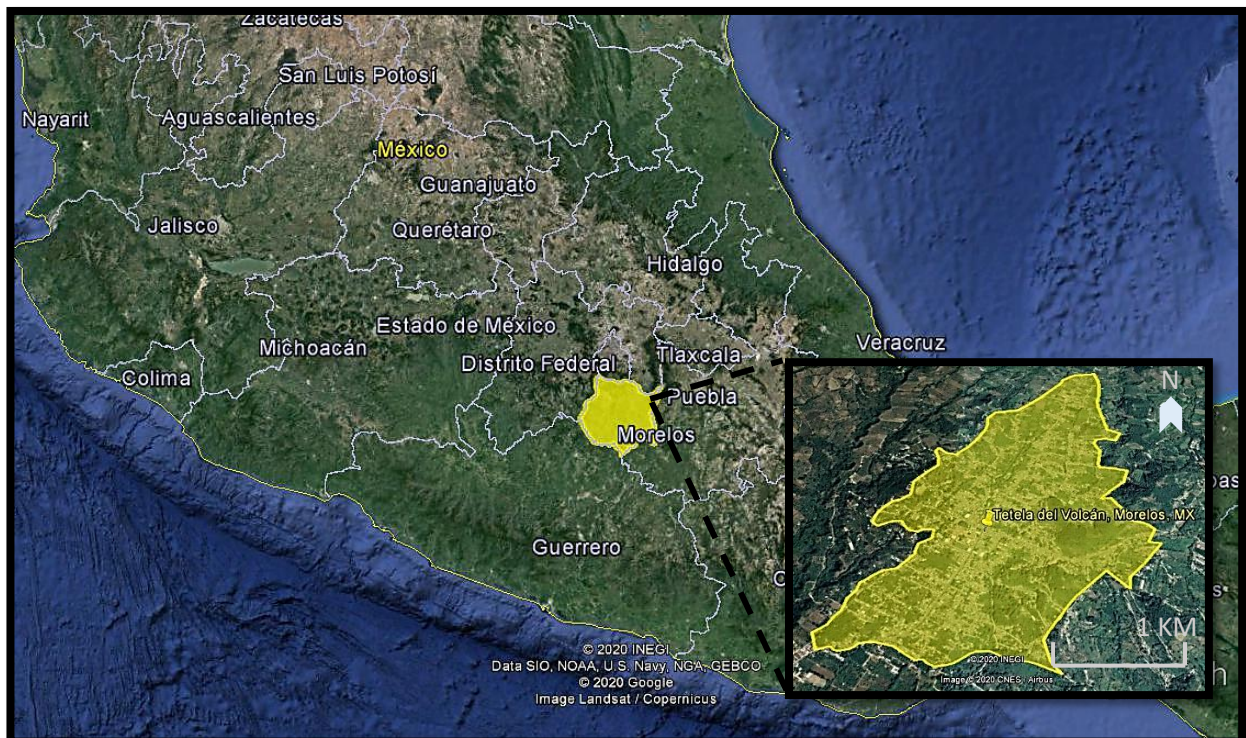 Zacatecas
San Luis Potosí
Nayarit
Aguascalientes
México
Guanajuato
Jalisco
Querétaro
Hidalgo
Estado de México
Michoacán
Veracruz
Distrito Federal
Tlaxcala
Colima
Puebla
Morelos
Guerrero
N
Tetela del Volcán, Morelos, MX
1 KM
© 2020 INEGI
Image © 2020 CNES / Airbus
© 2020 INEGI
Data SIO, NOAA, U.S. Navy, NGA, GEBCO
© 2020 Google
Image Landsat / Copernicus